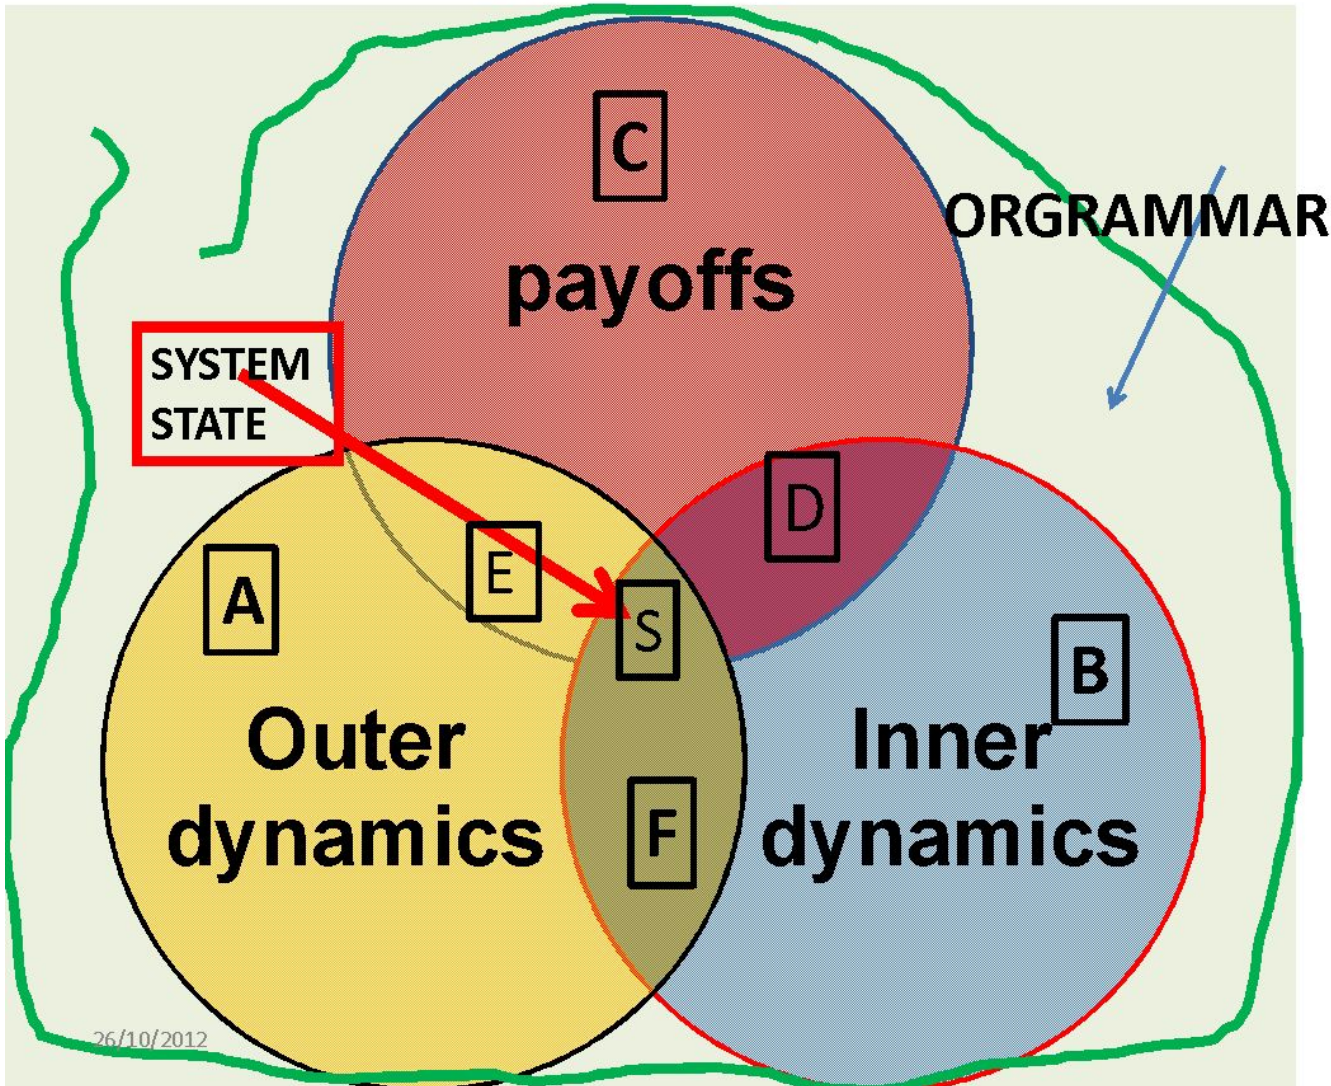 C
ORGRAMMAR
payoffs
SYSTEM
STATE
D
E
A
S
B
Outer
dynamics
Inner
dynamics
F
26/10/2012